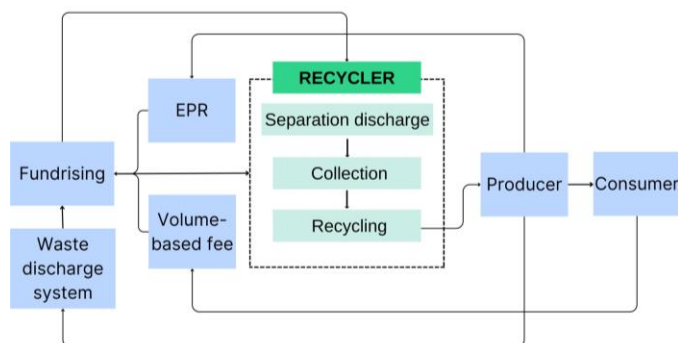 RECYCLER
EPR
Separation discharge
Fundrising
Collection
Producer
Consumer
Volume-
based fee
Recycling
Waste
discharge
system